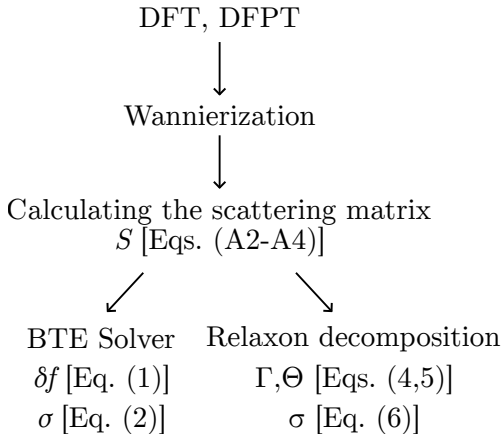 DFT, DFPT
Wannierization
Calculating the scattering matrix
S [Eqs. (A2-A4)]
BTE Solver
δf [Eq. (1)]
σ [Eq. (2)]
Relaxon decomposition
Γ,Θ [Eqs. (4,5)]
σ [Eq. (6)]